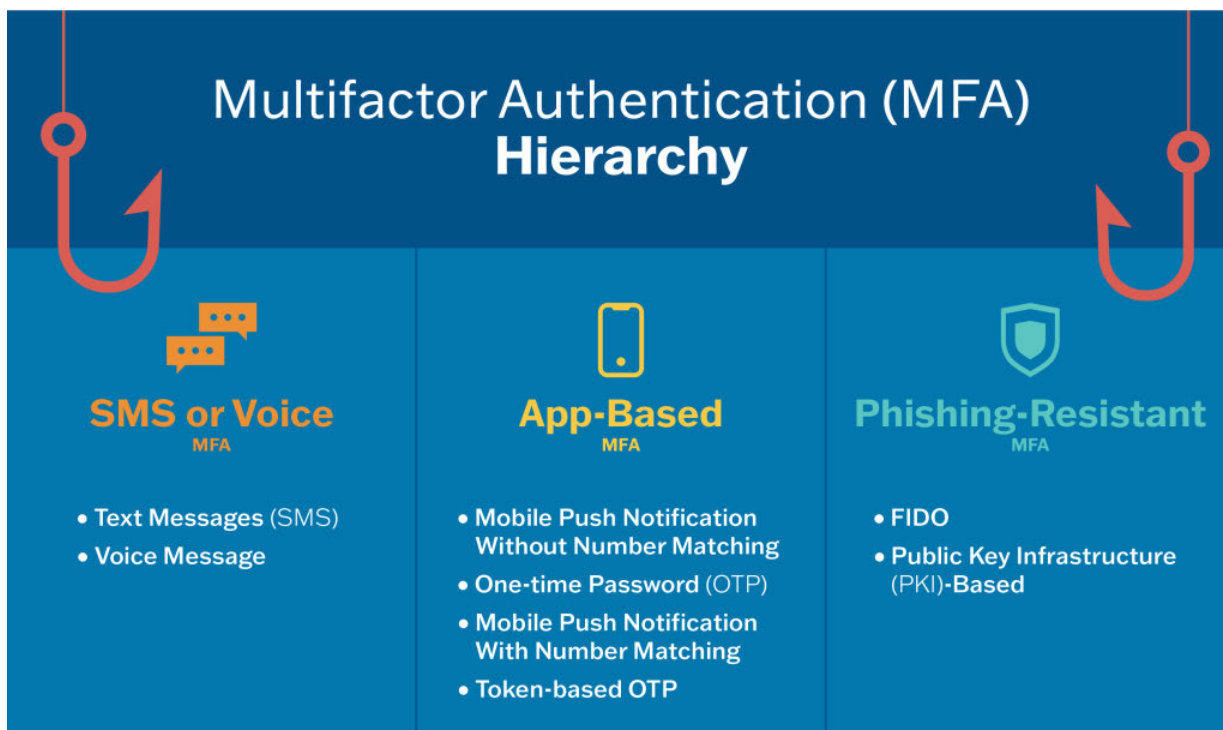 Multifactor Authentication (MFA)
Hierarchy
SMS or Voice
MFA
• Text Messages (SMS)
• Voice Message
App-Based
MFA
• Mobile Push Notification
Without Number Matching
• One-time Password (OTP)
• Mobile Push Notification
With Number Matching
• Token-based OTP
Phishing-Resistant
MFA
• FIDO
• Public Key Infrastructure
(PKI)-Based